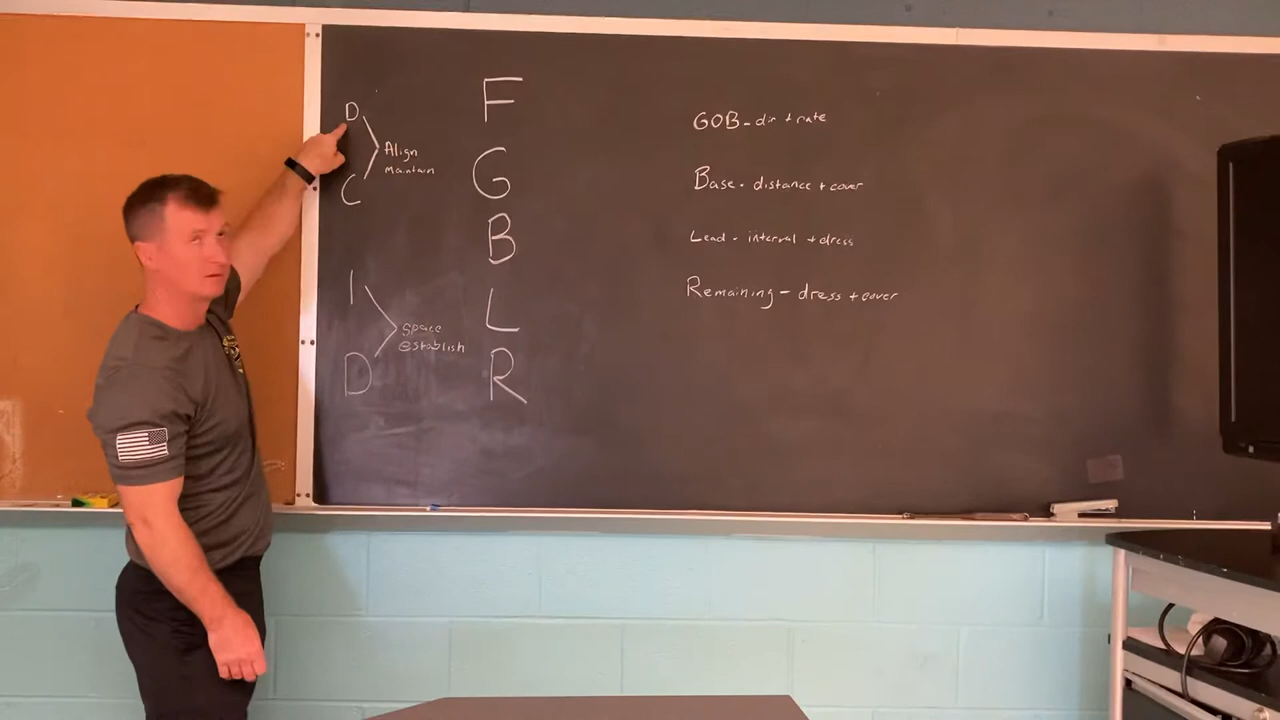 D
Align
Maintain
C
I
Space
establish
D
F
G
B
L
R
GOB - dir + rate
Base - distance + cover
Lead - interval + dress
Remaining - dress + cover